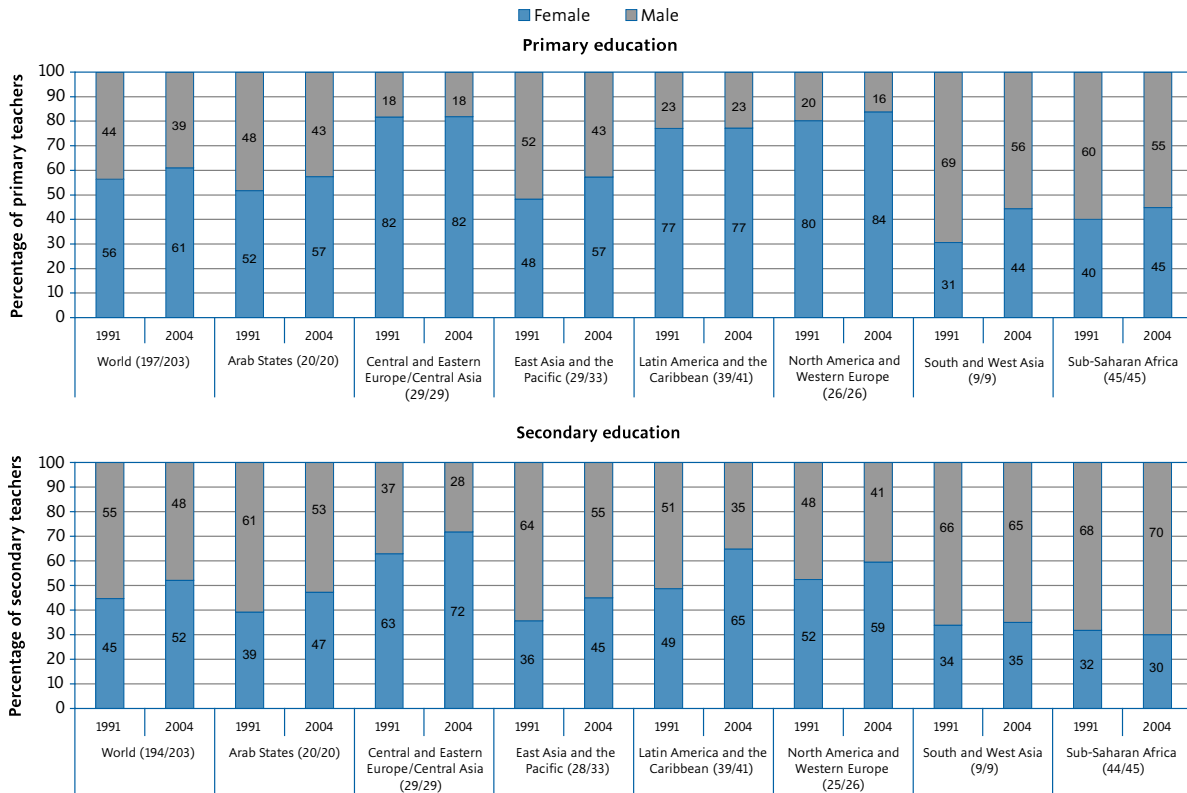 Female Male
Primary education
Percentage of primary teachers
100
90
80
70
60
50
40
30
20
10
0
44 39 48 43 18 18 52 43 23 23 20 16 69 56 60 55
56 61 52 57 82 82 48 57 77 77 80 84 31 44 40 45
1991 2004 1991 2004 1991 2004 1991 2004 1991 2004 1991 2004 1991 2004 1991 2004
World (197/203)
Arab States (20/20)
Central and Eastern
Europe/Central Asia
(29/29)
East Asia and the
Pacific (29/33)
Latin America and the
Caribbean (39/41)
North America and
Western Europe
(26/26)
South and West Asia
(9/9)
Sub-Saharan Africa
(45/45)
Secondary education
Percentage of secondary teachers
100
90
80
70
60
50
40
30
20
10
0
55 48 61 53 37 28 64 55 51 35 48 41 66 65 68 70
45 52 39 47 63 72 36 45 49 65 52 59 34 35 32 30
1991 2004 1991 2004 1991 2004 1991 2004 1991 2004 1991 2004 1991 2004 1991 2004
World (194/203)
Arab States (20/20)
Central and Eastern
Europe/Central Asia
(29/29)
East Asia and the
Pacific (28/33)
Latin America and the
Caribbean (39/41)
North America and
Western Europe
(25/26)
South and West Asia
(9/9)
Sub-Saharan Africa
(44/45)